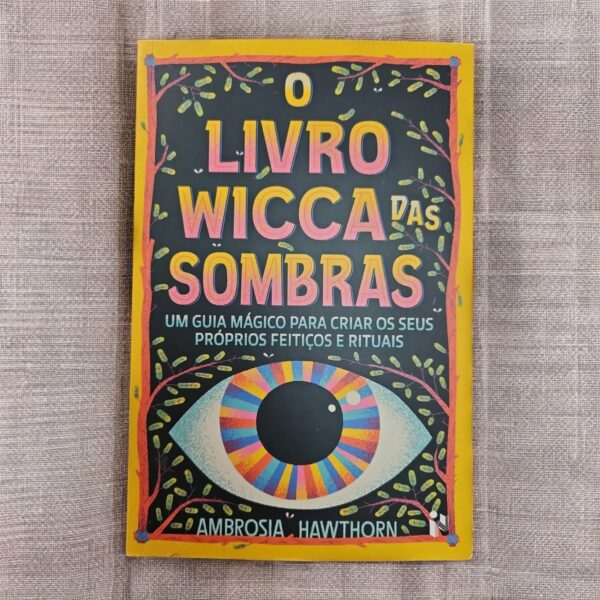 O
LIVRO
WICCA DAS
SOMBRAS
UM GUIA MÁGICO PARA CRIAR OS SEUS
PRÓPRIOS FEITIÇOS E RITUAIS
AMBROSIA HAWTHORN